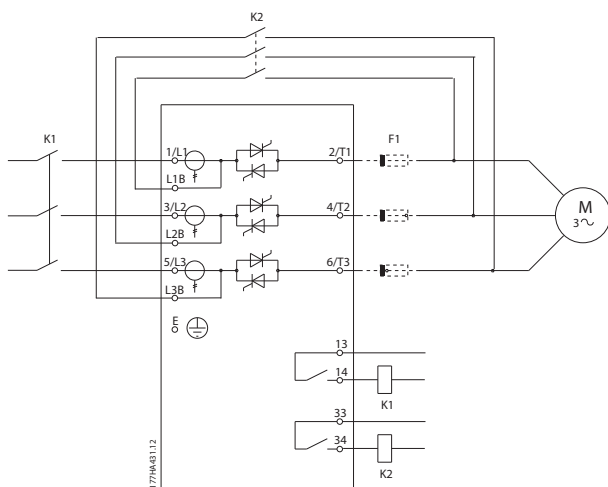 K2
K1
1/L1
2/T1
F1
L1B
3/L2
4/T2
M
3
L2B
5/L3
6/T3
L3B
E
13
14
K1
33
34
K2
177HA431.12